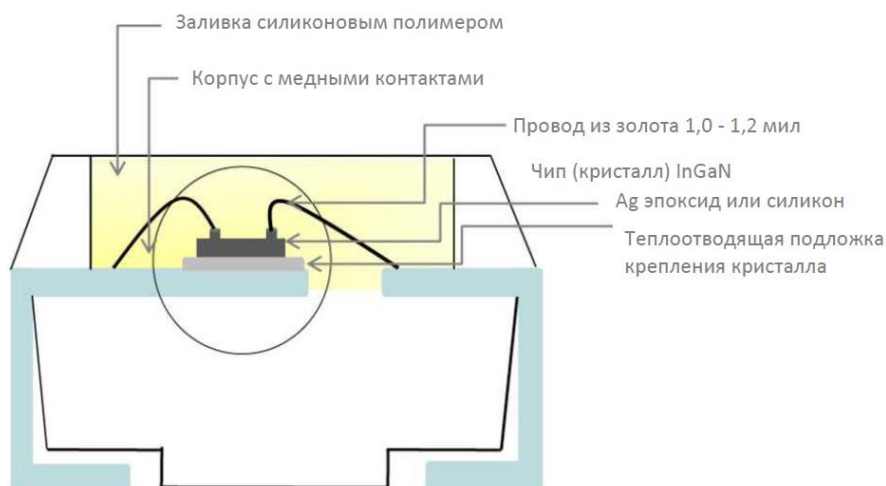 Заливка силиконовым полимером
Корпус с медными контактами
Провод из золота 1,0 - 1,2 мил
Чип (кристалл) InGaN
Ag эпоксид или силикон
Теплоотводящая подложка
крепления кристалла